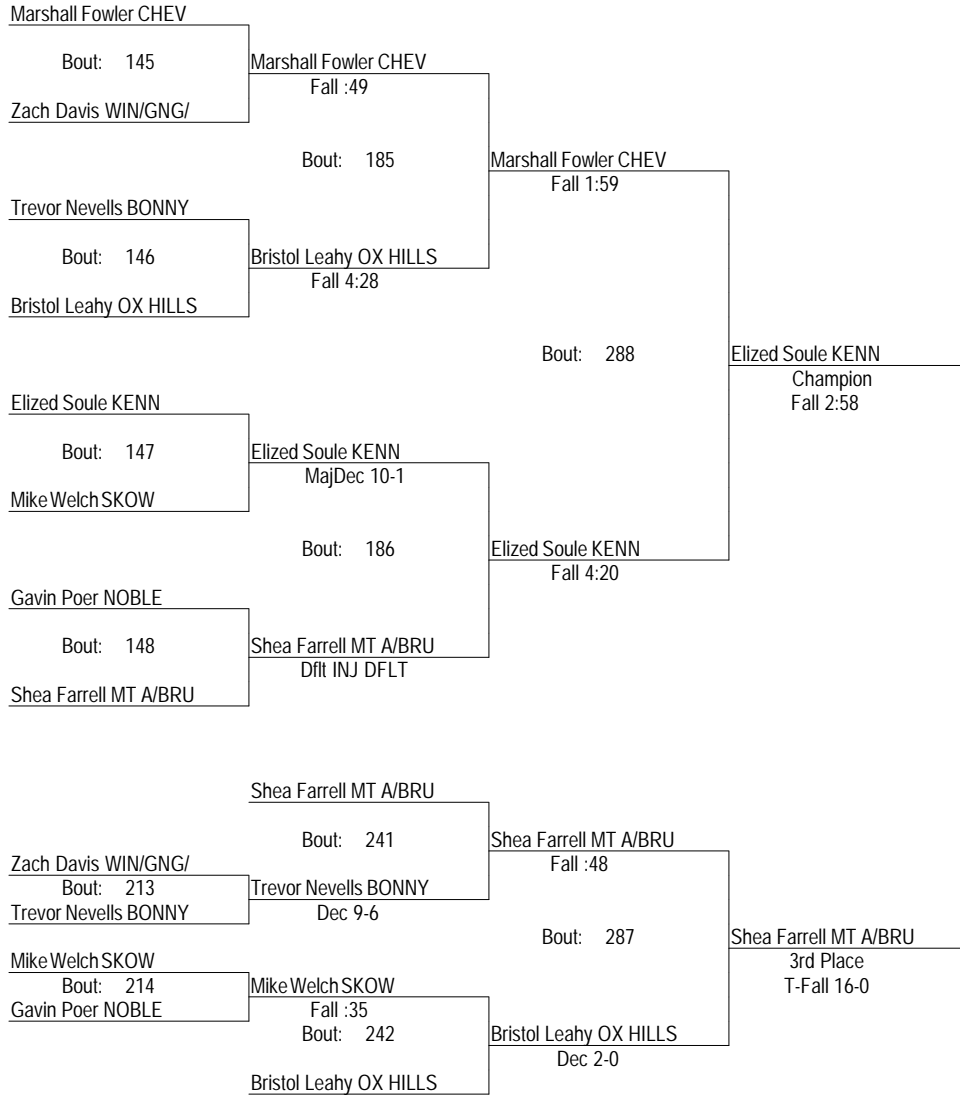 Marshall Fowler CHEV
Bout: 145
Marshall Fowler CHEV
Fall :49
Zach Davis WIN/GNG/
Bout: 185
Marshall Fowler CHEV
Fall 1:59
Trevor Nevells BONNY
Bout: 146
Bristol Leahy OX HILLS
Fall 4:28
Bristol Leahy OX HILLS
Bout: 288
Elized Soule KENN
Champion
Fall 2:58
Elized Soule KENN
Bout: 147
Elized Soule KENN
MajDec 10-1
Mike Welch SKOW
Bout: 186
Elized Soule KENN
Fall 4:20
Gavin Poer NOBLE
Bout: 148
Shea Farrell MT A/BRU
Dflt INJ DFLT
Shea Farrell MT A/BRU
Shea Farrell MT A/BRU
Bout: 241
Shea Farrell MT A/BRU
Fall :48
Zach Davis WIN/GNG/
Bout: 213
Trevor Nevells BONNY
Trevor Nevells BONNY
Dec 9-6
Bout: 287
Shea Farrell MT A/BRU
3rd Place
T-Fall 16-0
Mike Welch SKOW
Bout: 214
Mike Welch SKOW
Gavin Poer NOBLE
Fall :35
Bout: 242
Bristol Leahy OX HILLS
Dec 2-0
Bristol Leahy OX HILLS